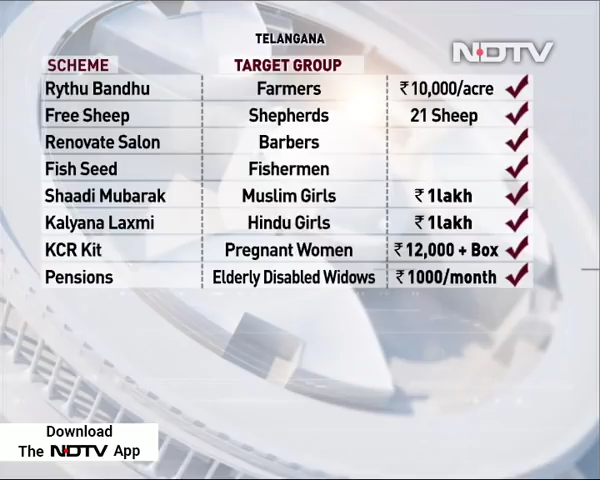 TELANGANA
NDTV
SCHEME TARGET GROUP
Rythu Bandhu Farmers ₹10,000/acre
Free Sheep Shepherds 21 Sheep
Renovate Salon Barbers
Fish Seed Fishermen
Shaadi Mubarak Muslim Girls ₹1lakh
Kalyana Laxmi Hindu Girls ₹1lakh
KCR Kit Pregnant Women ₹12,000 + Box
Pensions Elderly Disabled Widows ₹1000/month
Download
The NDTV App